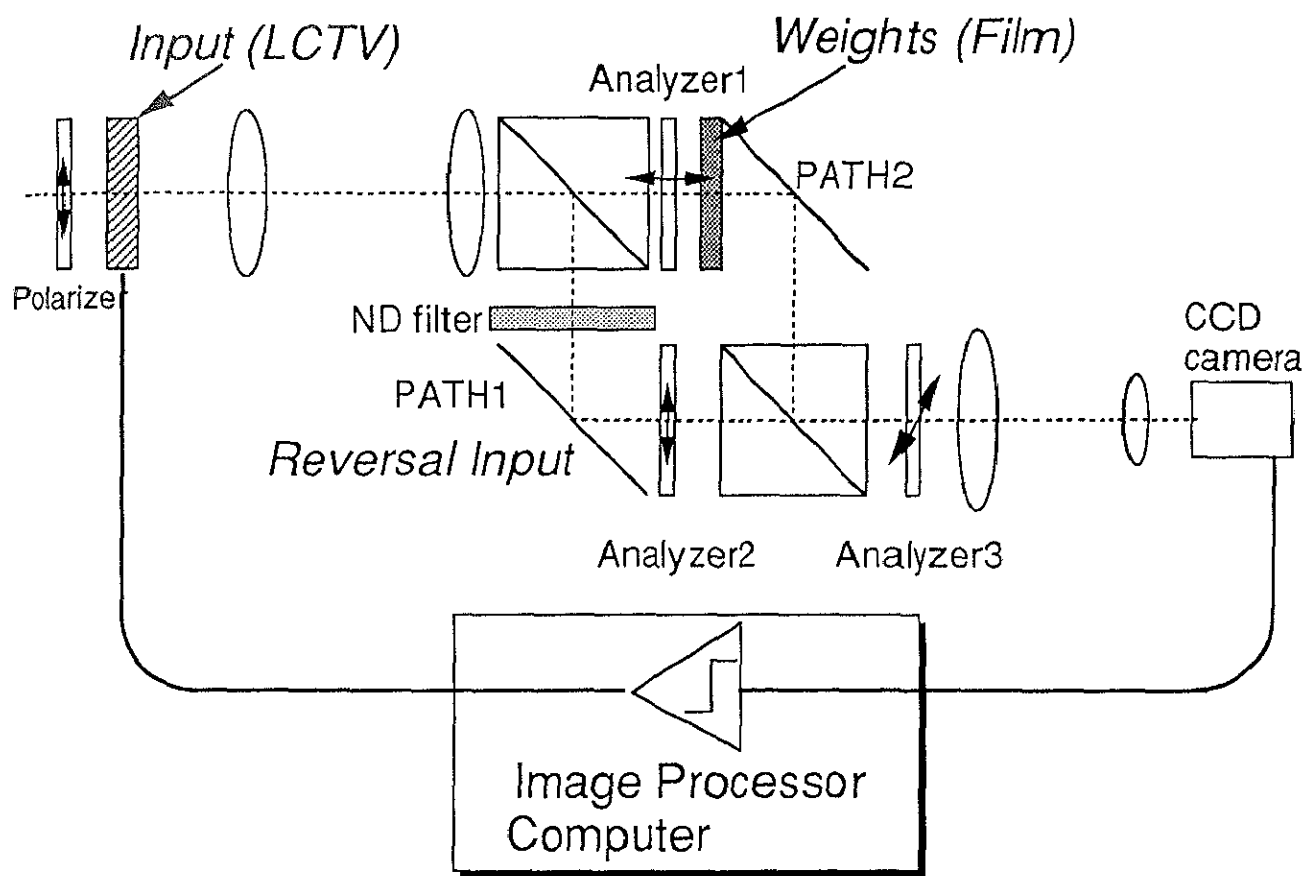 Input (LCTV)
Weights (Film)
Analyzer1
PATH2
Polarizer
ND filter
CCD
camera
PATH1
Reversal Input
Analyzer2
Analyzer3
Image Processor
Computer